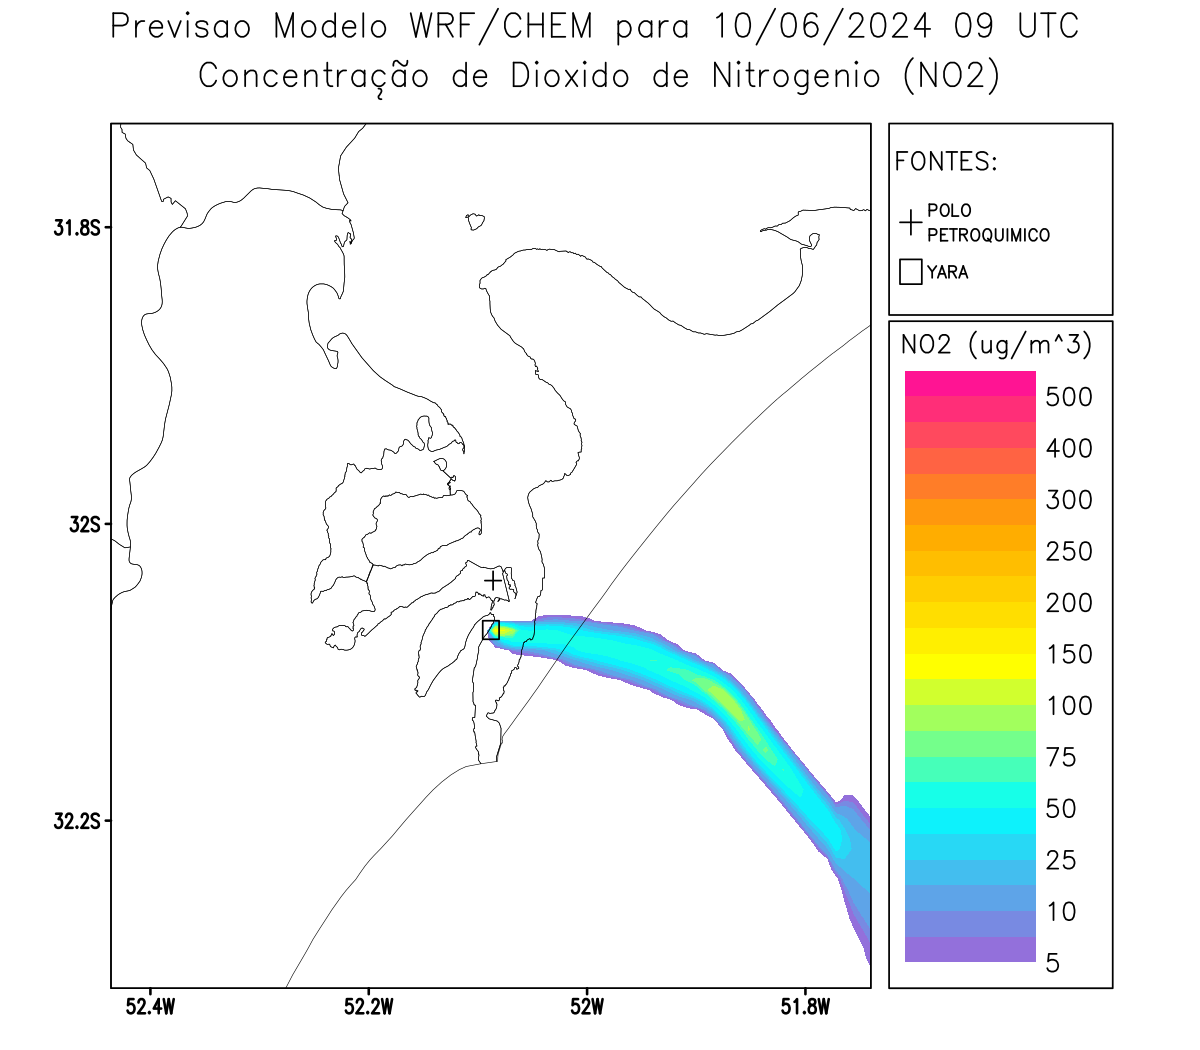 Previsao Modelo WRF/CHEM para 10/06/2024 09 UTC
Concentração de Dioxido de Nitrogenio (NO2)
FONTES:
POLO
PETROQUIMICO
YARA
NO2 (ug/m^3)
500
400
300
250
200
150
100
75
50
25
10
5
31.8S
32S
32.2S
52.4W
52.2W
52W
51.8W